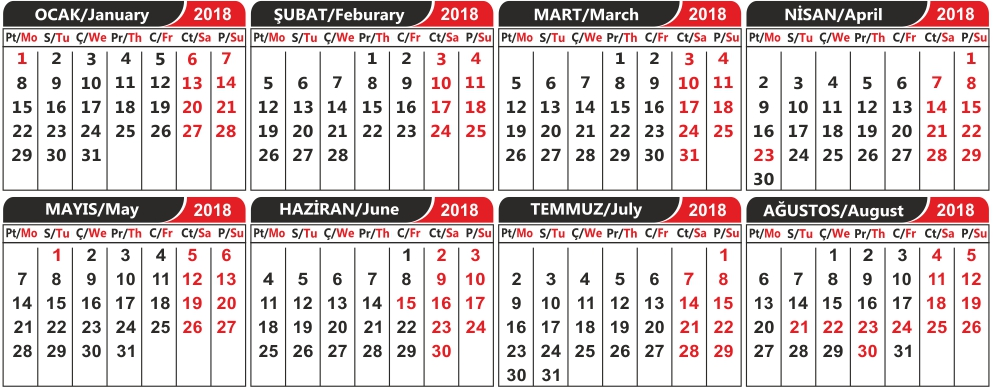 OCAK/January 2018
Pt/Mo S/Tu Ç/We Pr/Th C/Fr Ct/Sa P/Su
1 2 3 4 5 6 7
8 9 10 11 12 13 14
15 16 17 18 19 20 21
22 23 24 25 26 27 28
29 30 31
ŞUBAT/Feburary 2018
Pt/Mo S/Tu Ç/We Pr/Th C/Fr Ct/Sa P/Su
1 2 3 4
5 6 7 8 9 10 11
12 13 14 15 16 17 18
19 20 21 22 23 24 25
26 27 28
MART/March 2018
Pt/Mo S/Tu Ç/We Pr/Th C/Fr Ct/Sa P/Su
1 2 3 4
5 6 7 8 9 10 11
12 13 14 15 16 17 18
19 20 21 22 23 24 25
26 27 28 29 30 31
NİSAN/April 2018
Pt/Mo S/Tu Ç/We Pr/Th C/Fr Ct/Sa P/Su
1
2 3 4 5 6 7 8
9 10 11 12 13 14 15
16 17 18 19 20 21 22
23 24 25 26 27 28 29
30
MAYIS/May 2018
Pt/Mo S/Tu Ç/We Pr/Th C/Fr Ct/Sa P/Su
1 2 3 4 5 6
7 8 9 10 11 12 13
14 15 16 17 18 19 20
21 22 23 24 25 26 27
28 29 30 31
HAZİRAN/June 2018
Pt/Mo S/Tu Ç/We Pr/Th C/Fr Ct/Sa P/Su
1 2 3
4 5 6 7 8 9 10
11 12 13 14 15 16 17
18 19 20 21 22 23 24
25 26 27 28 29 30
TEMMUZ/July 2018
Pt/Mo S/Tu Ç/We Pr/Th C/Fr Ct/Sa P/Su
1
2 3 4 5 6 7 8
9 10 11 12 13 14 15
16 17 18 19 20 21 22
23 24 25 26 27 28 29
30 31
AĞUSTOS/August 2018
Pt/Mo S/Tu Ç/We Pr/Th C/Fr Ct/Sa P/Su
1 2 3 4 5
6 7 8 9 10 11 12
13 14 15 16 17 18 19
20 21 22 23 24 25 26
27 28 29 30 31